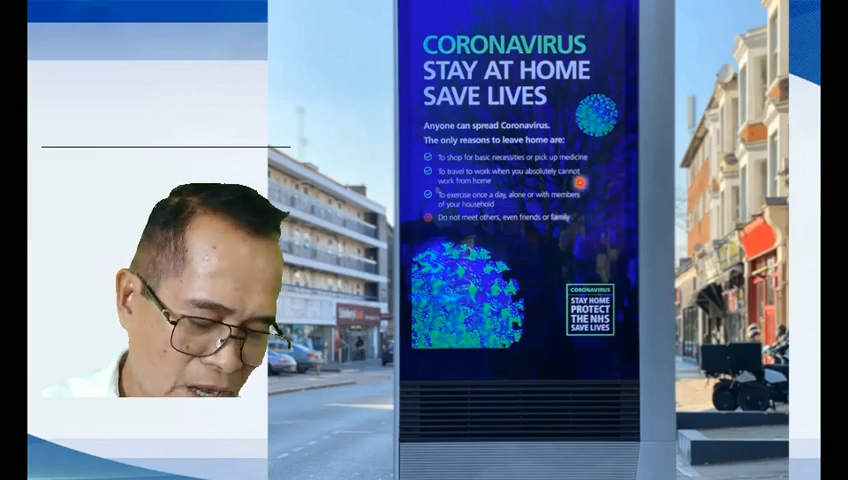 CORONAVIRUS
STAY AT HOME
SAVE LIVES
Anyone can spread Coronavirus.
The only reasons to leave home are:
To shop for basic necessities or pick up medicine
To travel to work when you absolutely cannot
work from home
To exercise once a day, alone or with members
of your household
Do not meet others, even friends or family
CORONAVIRUS
STAY HOME
PROTECT
THE NHS
SAVE LIVES